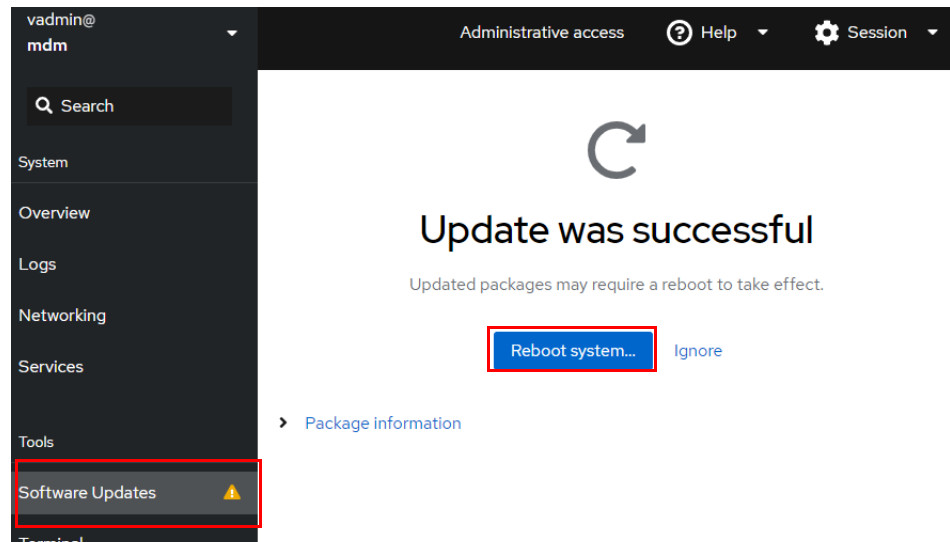 vadmin@
mdm
Administrative access
Help
Session
Search
System
Overview
Logs
Networking
Services
Tools
Software Updates
Terminal
Update was successful
Updated packages may require a reboot to take effect.
Reboot system...
Ignore
Package information